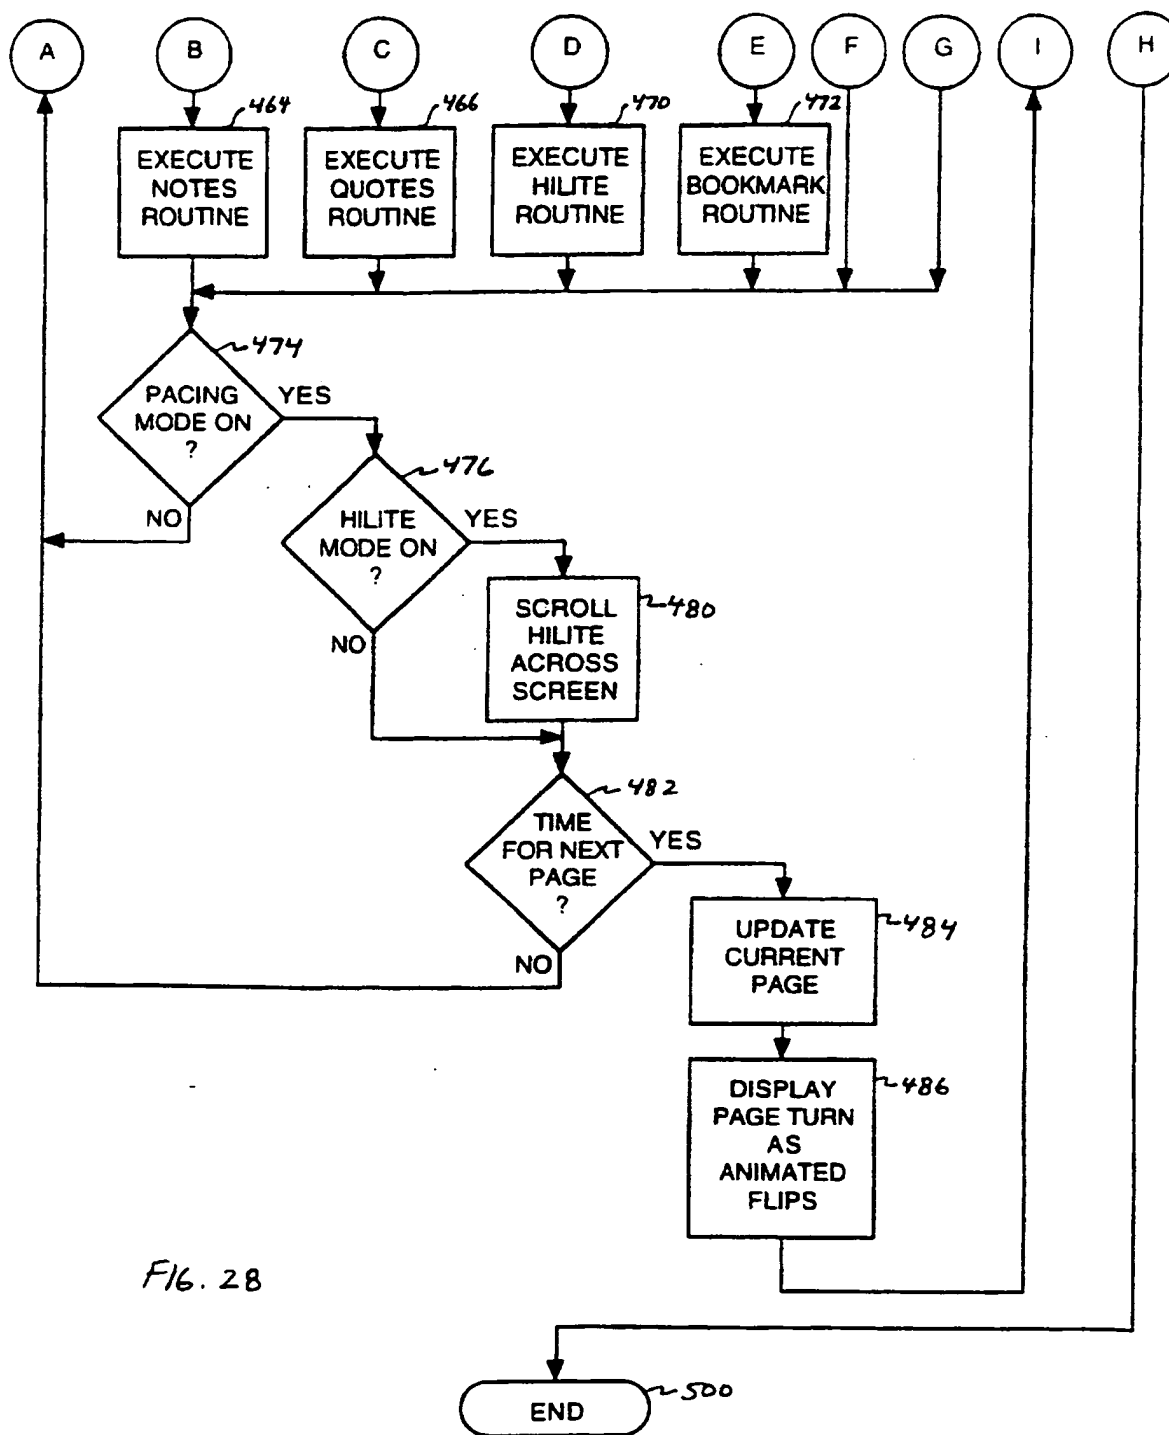 A
B
C
D
E
F
G
I
H
464
466
470
472
EXECUTE
NOTES
ROUTINE
EXECUTE
QUOTES
ROUTINE
EXECUTE
HILITE
ROUTINE
EXECUTE
BOOKMARK
ROUTINE
474
PACING
MODE ON
?
YES
NO
476
HILITE
MODE ON
?
YES
NO
480
SCROLL
HILITE
ACROSS
SCREEN
482
TIME
FOR NEXT
PAGE
?
YES
NO
484
UPDATE
CURRENT
PAGE
486
DISPLAY
PAGE TURN
AS
ANIMATED
FLIPS
FIG. 28
500
END